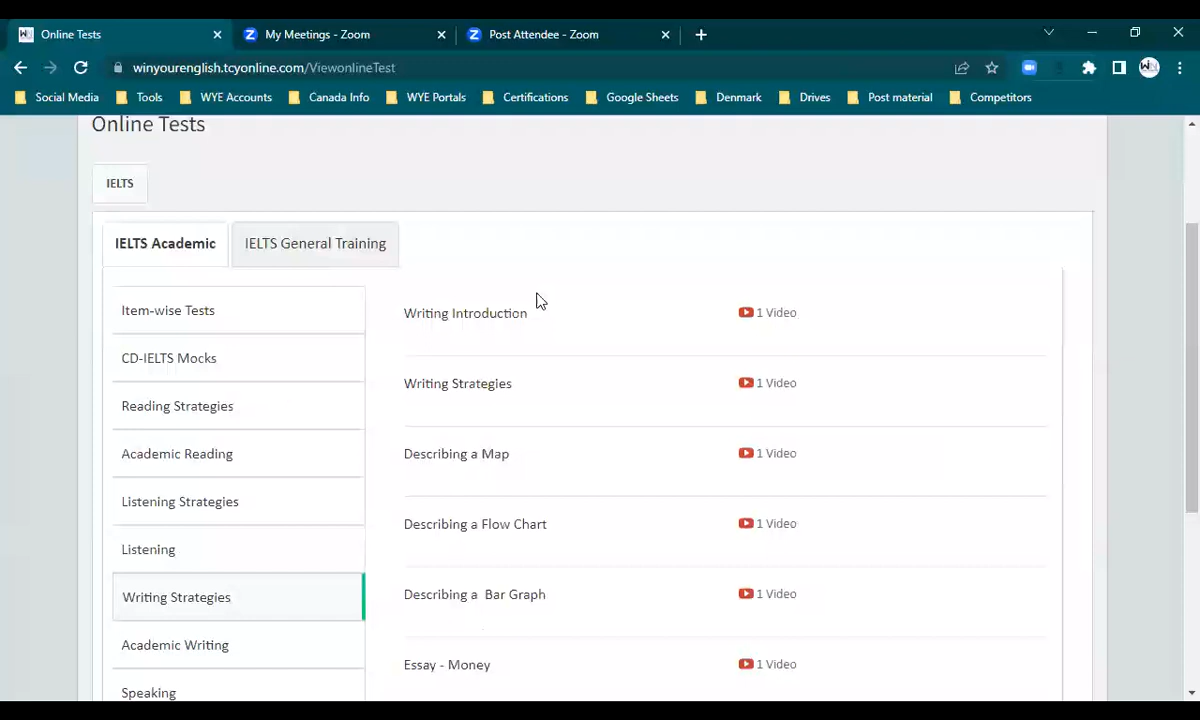 Online Tests
My Meetings - Zoom
Post Attendee - Zoom
winyourenglish.tcyonline.com/ViewonlineTest
Social Media Tools WYE Accounts Canada Info WYE Portals Certifications Google Sheets Denmark Drives Post material Competitors
Online Tests
IELTS
IELTS Academic
IELTS General Training
Item-wise Tests
CD-IELTS Mocks
Reading Strategies
Academic Reading
Listening Strategies
Listening
Writing Strategies
Academic Writing
Speaking
Writing Introduction 1 Video
Writing Strategies 1 Video
Describing a Map 1 Video
Describing a Flow Chart 1 Video
Describing a Bar Graph 1 Video
Essay - Money 1 Video